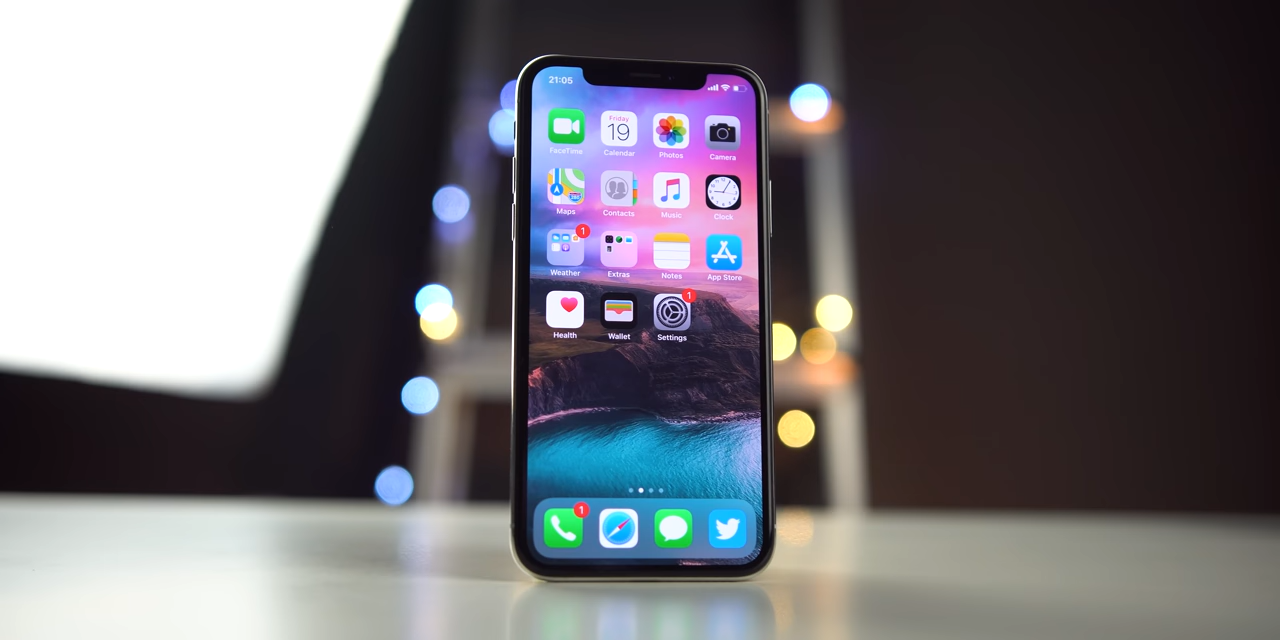 21:05
Friday
19
FaceTime
Calendar
Photos
Camera
Maps
Contacts
Music
Clock
1
Weather
Extras
Notes
App Store
1
Health
Wallet
Settings
1